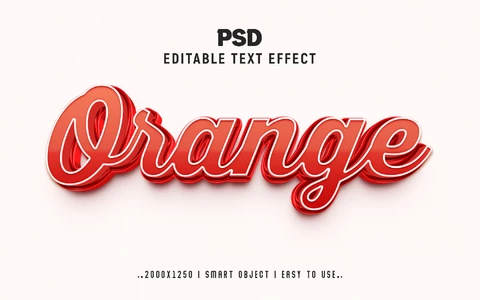 PSD
EDITABLE TEXT EFFECT
Orange
..2000X1250 | SMART OBJECT | EASY TO USE..